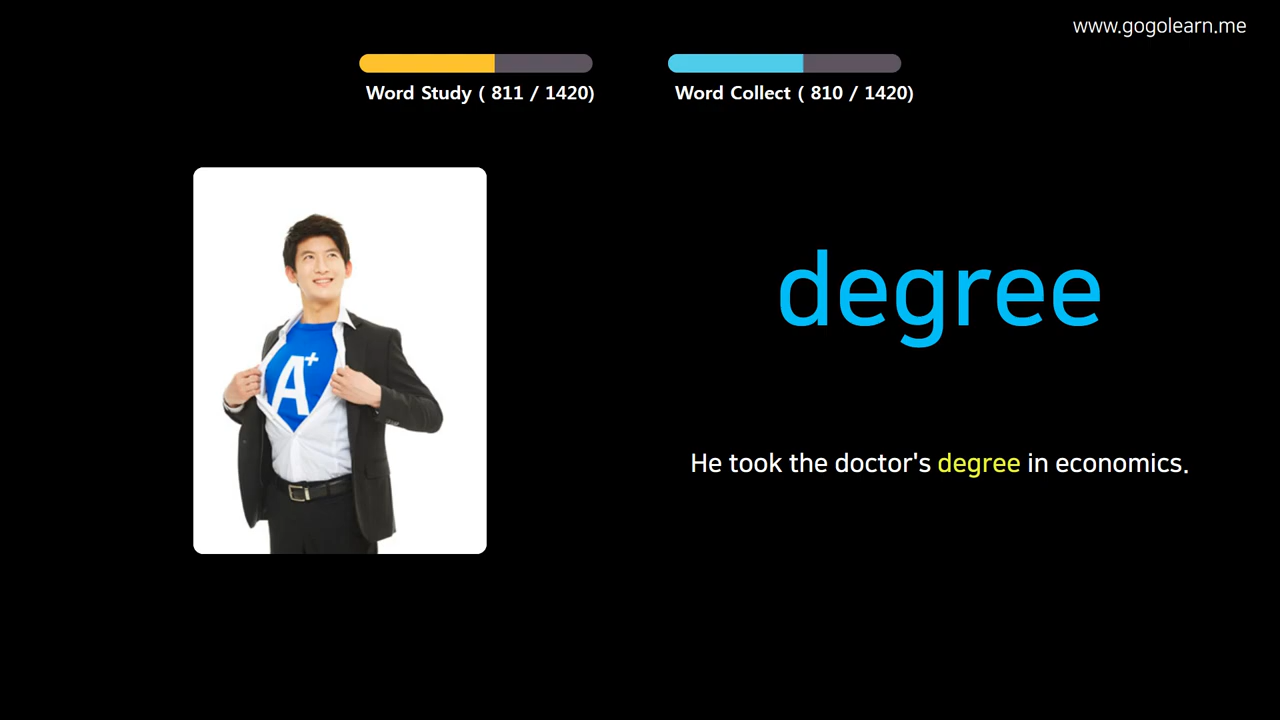 www.gogolearn.me
Word Study ( 811 / 1420)
Word Collect ( 810 / 1420)
A+
degree
He took the doctor's degree in economics.